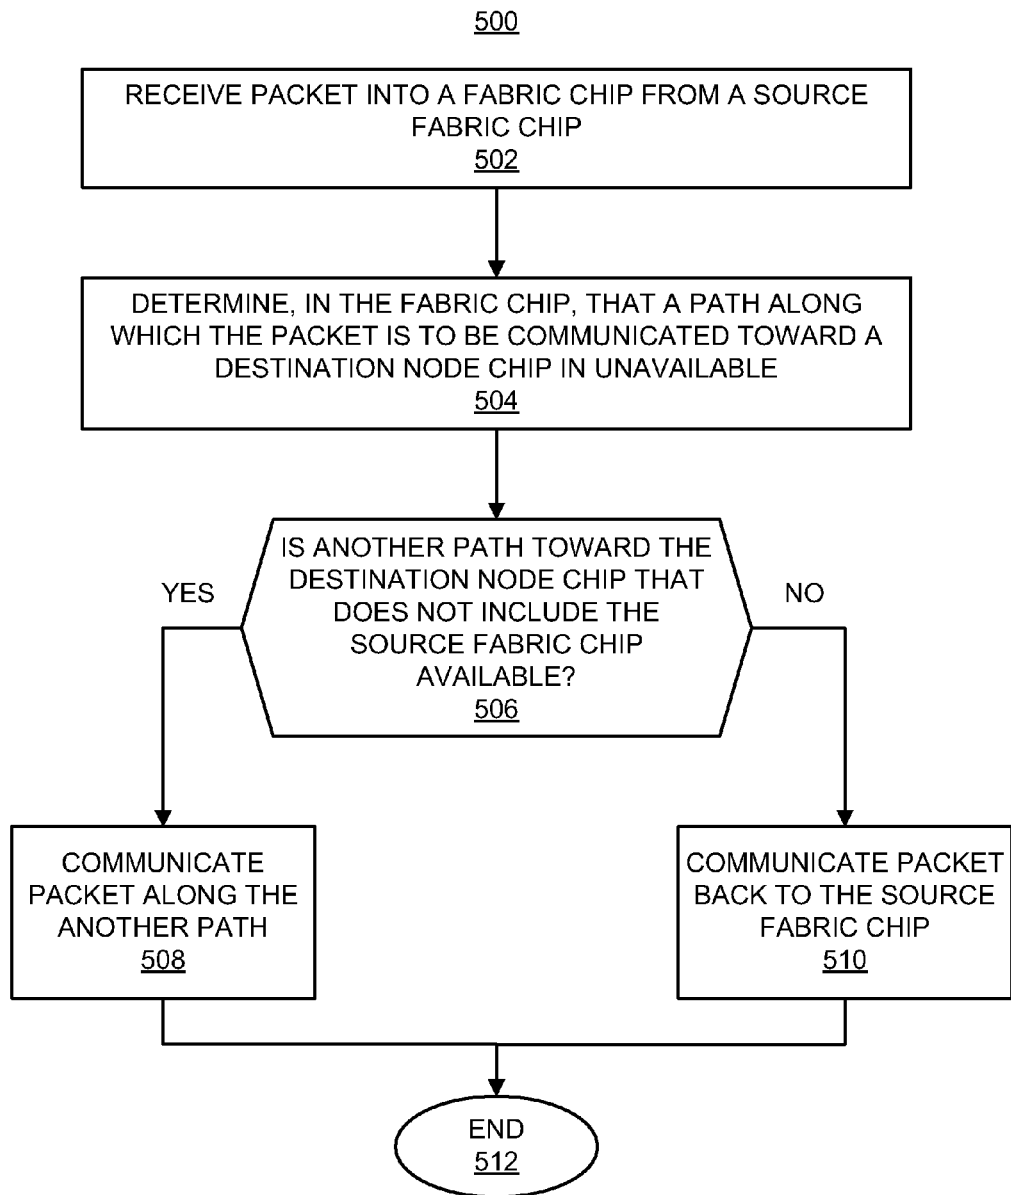 500
RECEIVE PACKET INTO A FABRIC CHIP FROM A SOURCE
FABRIC CHIP
502
DETERMINE, IN THE FABRIC CHIP, THAT A PATH ALONG
WHICH THE PACKET IS TO BE COMMUNICATED TOWARD A
DESTINATION NODE CHIP IN UNAVAILABLE
504
IS ANOTHER PATH TOWARD THE
DESTINATION NODE CHIP THAT
DOES NOT INCLUDE THE
SOURCE FABRIC CHIP
AVAILABLE?
506
YES
NO
COMMUNICATE
PACKET ALONG THE
ANOTHER PATH
508
COMMUNICATE PACKET
BACK TO THE SOURCE
FABRIC CHIP
510
END
512